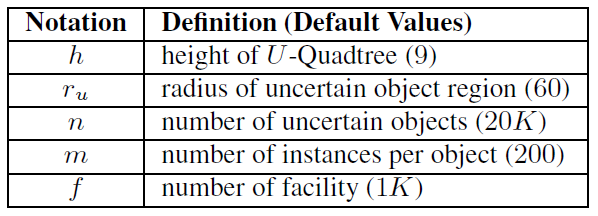 Notation Definition (Default Values)
h height of U-Quadtree (9)
r_u radius of uncertain object region (60)
n number of uncertain objects (20K)
m number of instances per object (200)
f number of facility (1K)